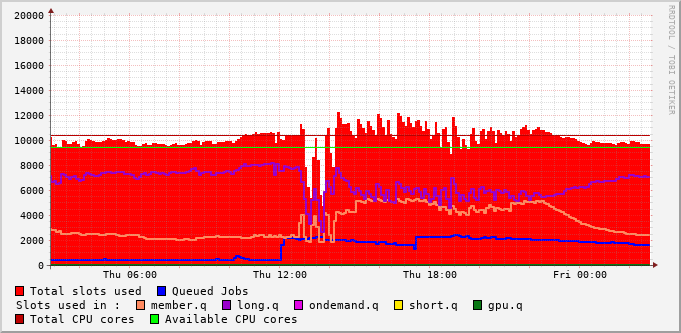 20000
18000
16000
14000
12000
10000
8000
6000
4000
2000
0
Thu 06:00 Thu 12:00 Thu 18:00 Fri 00:00
RRDTOOL / TOBI OETIKER
Total slots used Queued Jobs
Slots used in : member.q long.q ondemand.q short.q gpu.q
Total CPU cores Available CPU cores